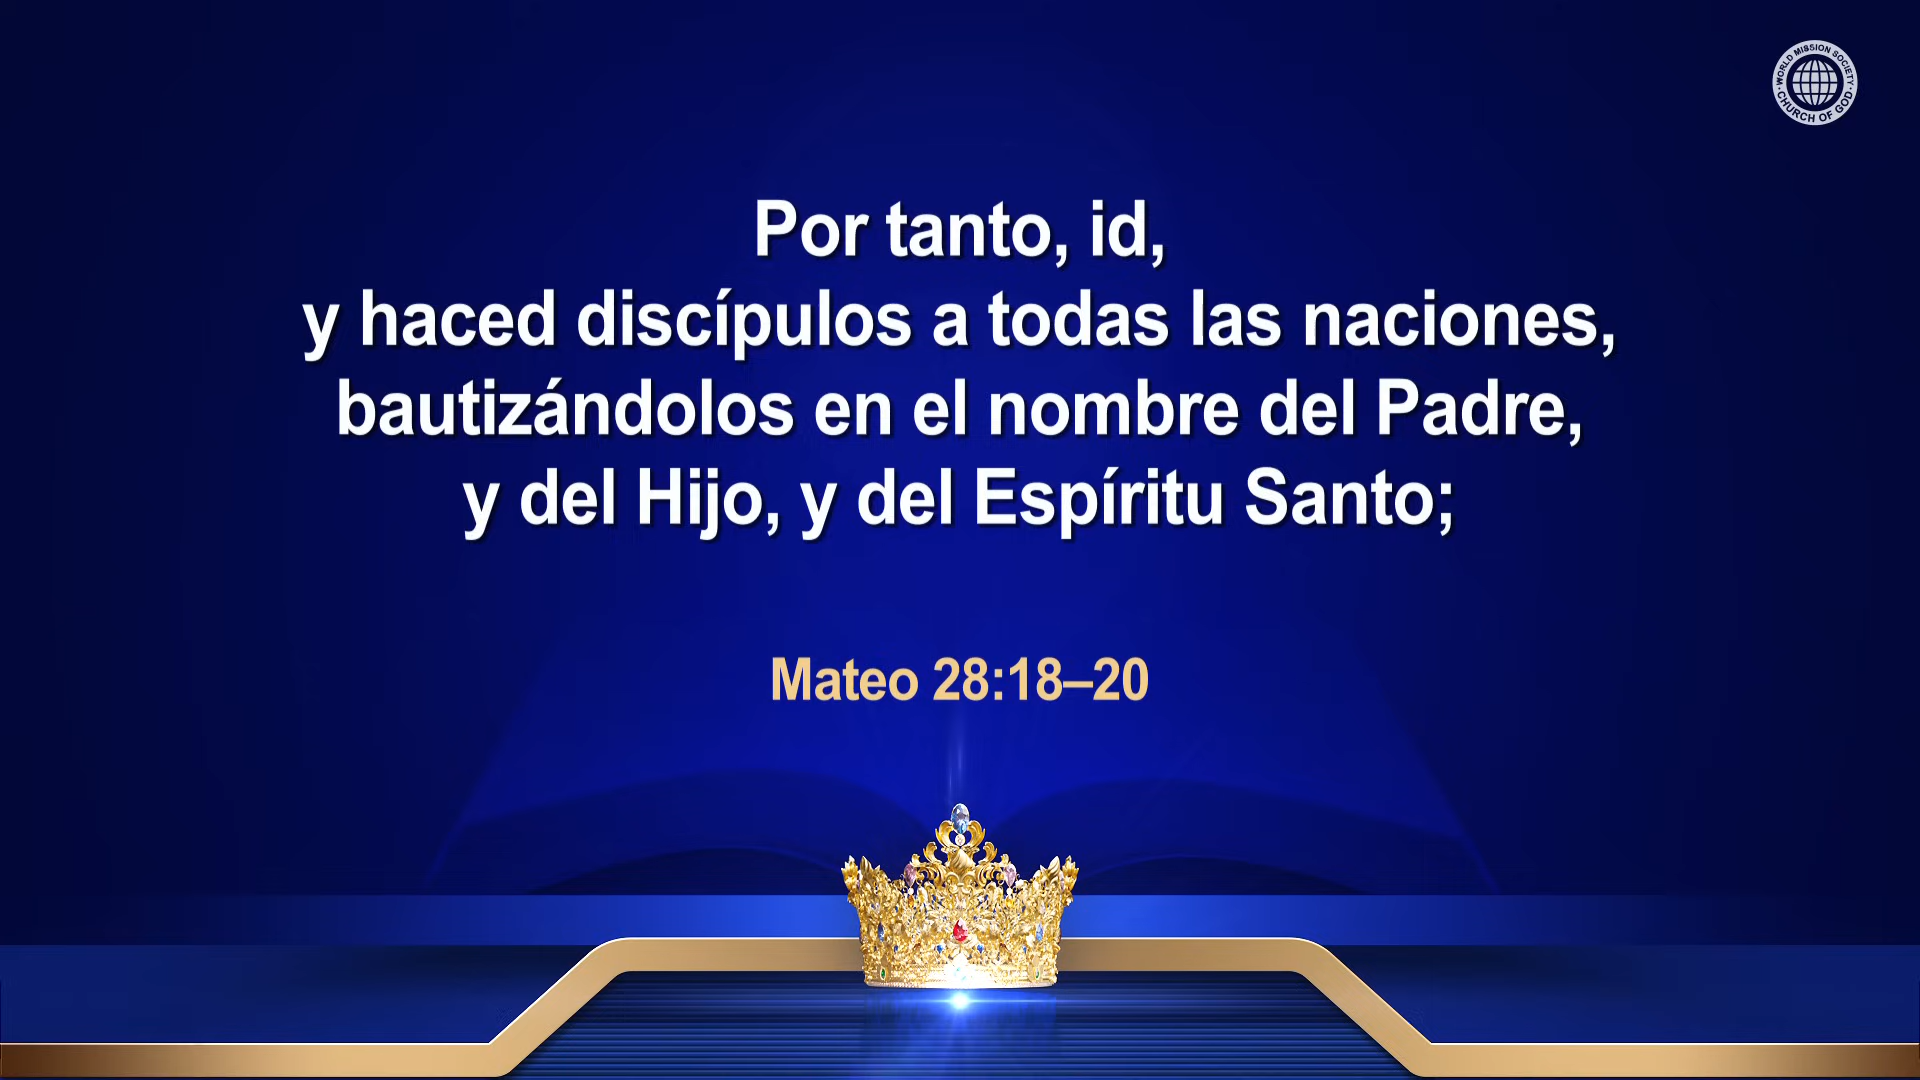 WORLD MISSION SOCIETY
CHURCH OF GOD
Por tanto, id,
y haced discípulos a todas las naciones,
bautizándolos en el nombre del Padre,
y del Hijo, y del Espíritu Santo;
Mateo 28:18–20